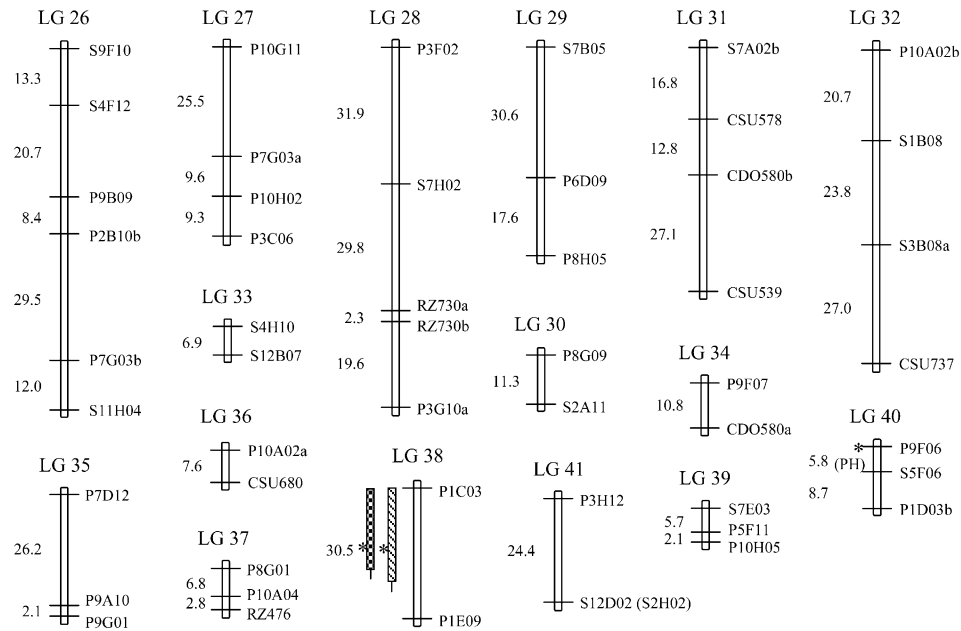 LG 26
S9F10
13.3
S4F12
20.7
P9B09
8.4
P2B10b
29.5
P7G03b
12.0
S11H04
LG 27
P10G11
25.5
P7G03a
9.6
P10H02
9.3
P3C06
LG 28
P3F02
31.9
S7H02
29.8
RZ730a
2.3
RZ730b
19.6
P3G10a
LG 29
S7B05
30.6
P6D09
17.6
P8H05
LG 31
S7A02b
16.8
CSU578
12.8
CDO580b
27.1
CSU539
LG 32
P10A02b
20.7
S1B08
23.8
S3B08a
27.0
CSU737
LG 33
S4H10
6.9
S12B07
LG 30
P8G09
11.3
S2A11
LG 34
P9F07
10.8
CDO580a
LG 35
P7D12
26.2
P9A10
2.1
P9G01
LG 36
P10A02a
7.6
CSU680
LG 37
P8G01
6.8
P10A04
2.8
RZ476
LG 38
P1C03
30.5 * *
P1E09
LG 41
P3H12
24.4
S12D02 (S2H02)
LG 39
S7E03
5.7
P5F11
2.1
P10H05
LG 40
* P9F06
5.8 (PH)
S5F06
8.7
P1D03b